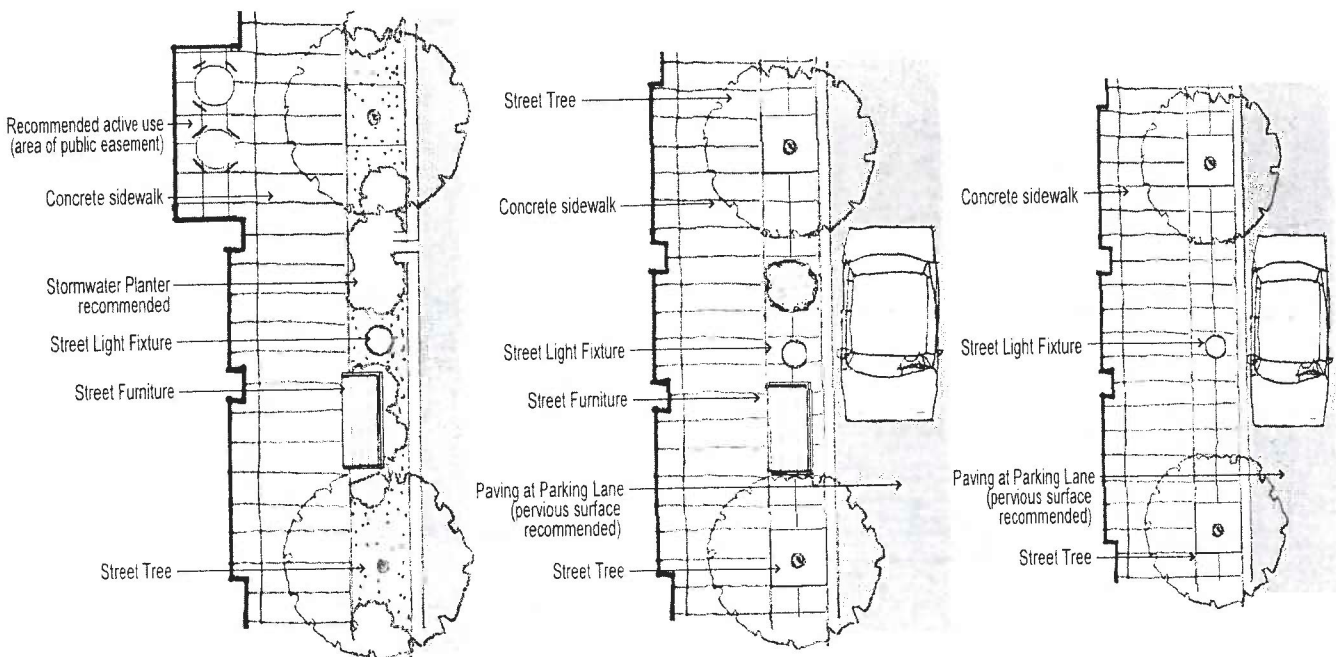 Recommended active use
(area of public easement)
Concrete sidewalk
Stormwater Planter
recommended
Street Light Fixture
Street Furniture
Street Tree
Street Tree
Concrete sidewalk
Street Light Fixture
Street Furniture
Paving at Parking Lane
(pervious surface
recommended)
Street Tree
Concrete sidewalk
Street Light Fixture
Paving at Parking Lane
(pervious surface
recommended)
Street Tree